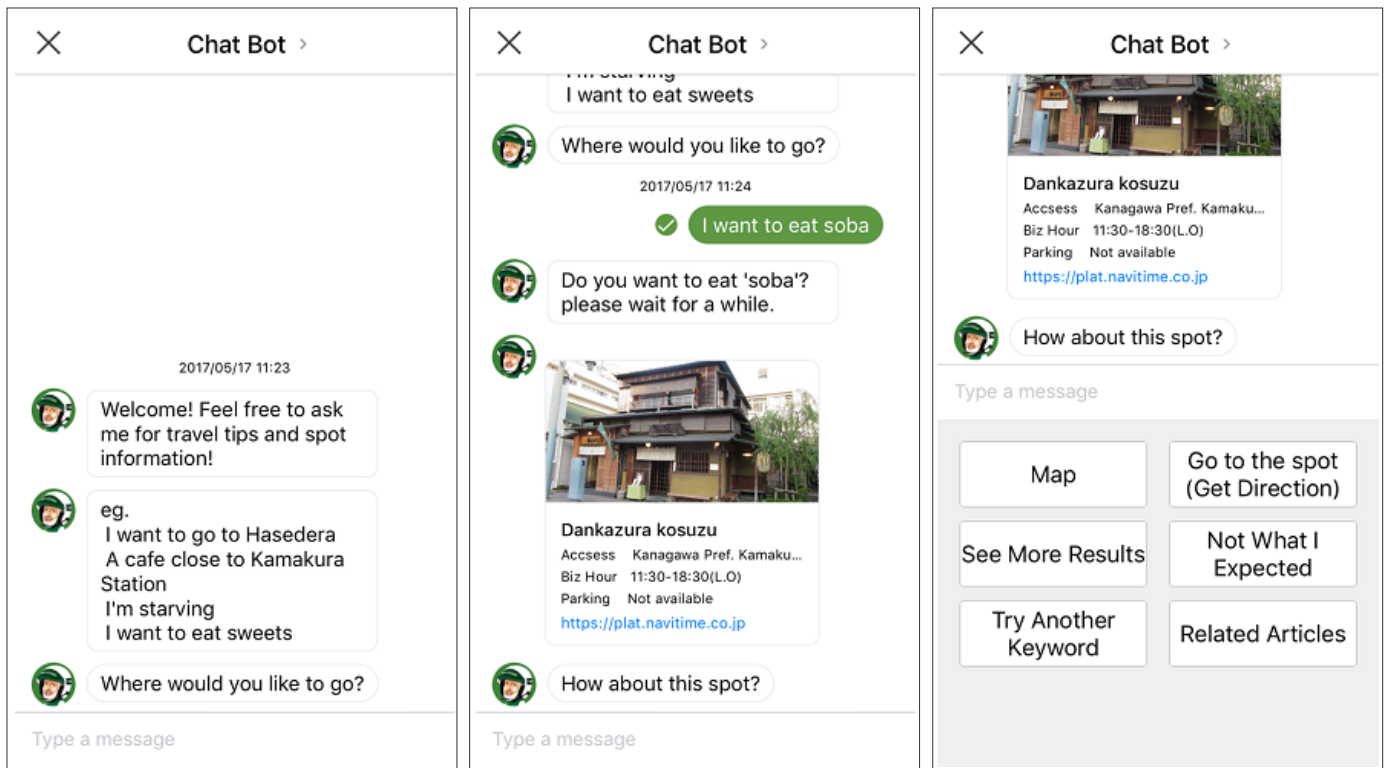 Chat Bot >
2017/05/17 11:23
Welcome! Feel free to ask
me for travel tips and spot
information!
eg.
I want to go to Hasedera
A cafe close to Kamakura
Station
I'm starving
I want to eat sweets
Where would you like to go?
Type a message
Chat Bot >
I'm starving
I want to eat sweets
Where would you like to go?
2017/05/17 11:24
I want to eat soba
Do you want to eat 'soba'?
please wait for a while.
Dankazura kosuzu
Accsess Kanagawa Pref. Kamaku...
Biz Hour 11:30-18:30(L.O)
Parking Not available
https://plat.navitime.co.jp
How about this spot?
Type a message
Chat Bot >
Dankazura kosuzu
Accsess Kanagawa Pref. Kamaku...
Biz Hour 11:30-18:30(L.O)
Parking Not available
https://plat.navitime.co.jp
How about this spot?
Type a message
Map
Go to the spot
(Get Direction)
See More Results
Not What I
Expected
Try Another
Keyword
Related Articles